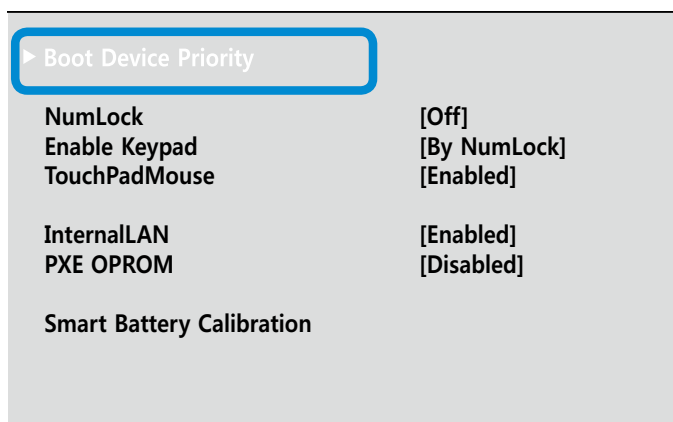 ▶ Boot Device Priority
NumLock [Off]
Enable Keypad [By NumLock]
TouchPadMouse [Enabled]
InternalLAN [Enabled]
PXE OPROM [Disabled]
Smart Battery Calibration